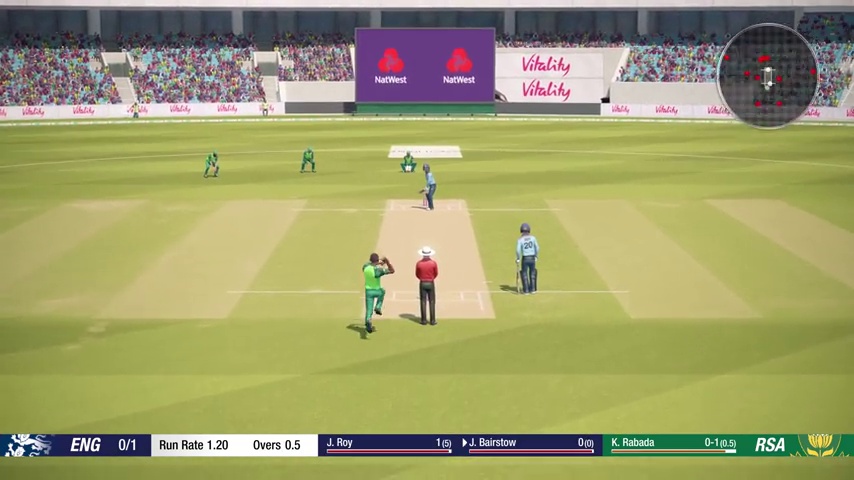 NatWest NatWest
Vitality
Vitality
Vitality Vitality Vitality Vitality Vitality
20
ENG 0/1 Run Rate 1.20 Overs 0.5 J. Roy 1(5) J. Bairstow 0(0) K. Rabada 0-1(0.5) RSA